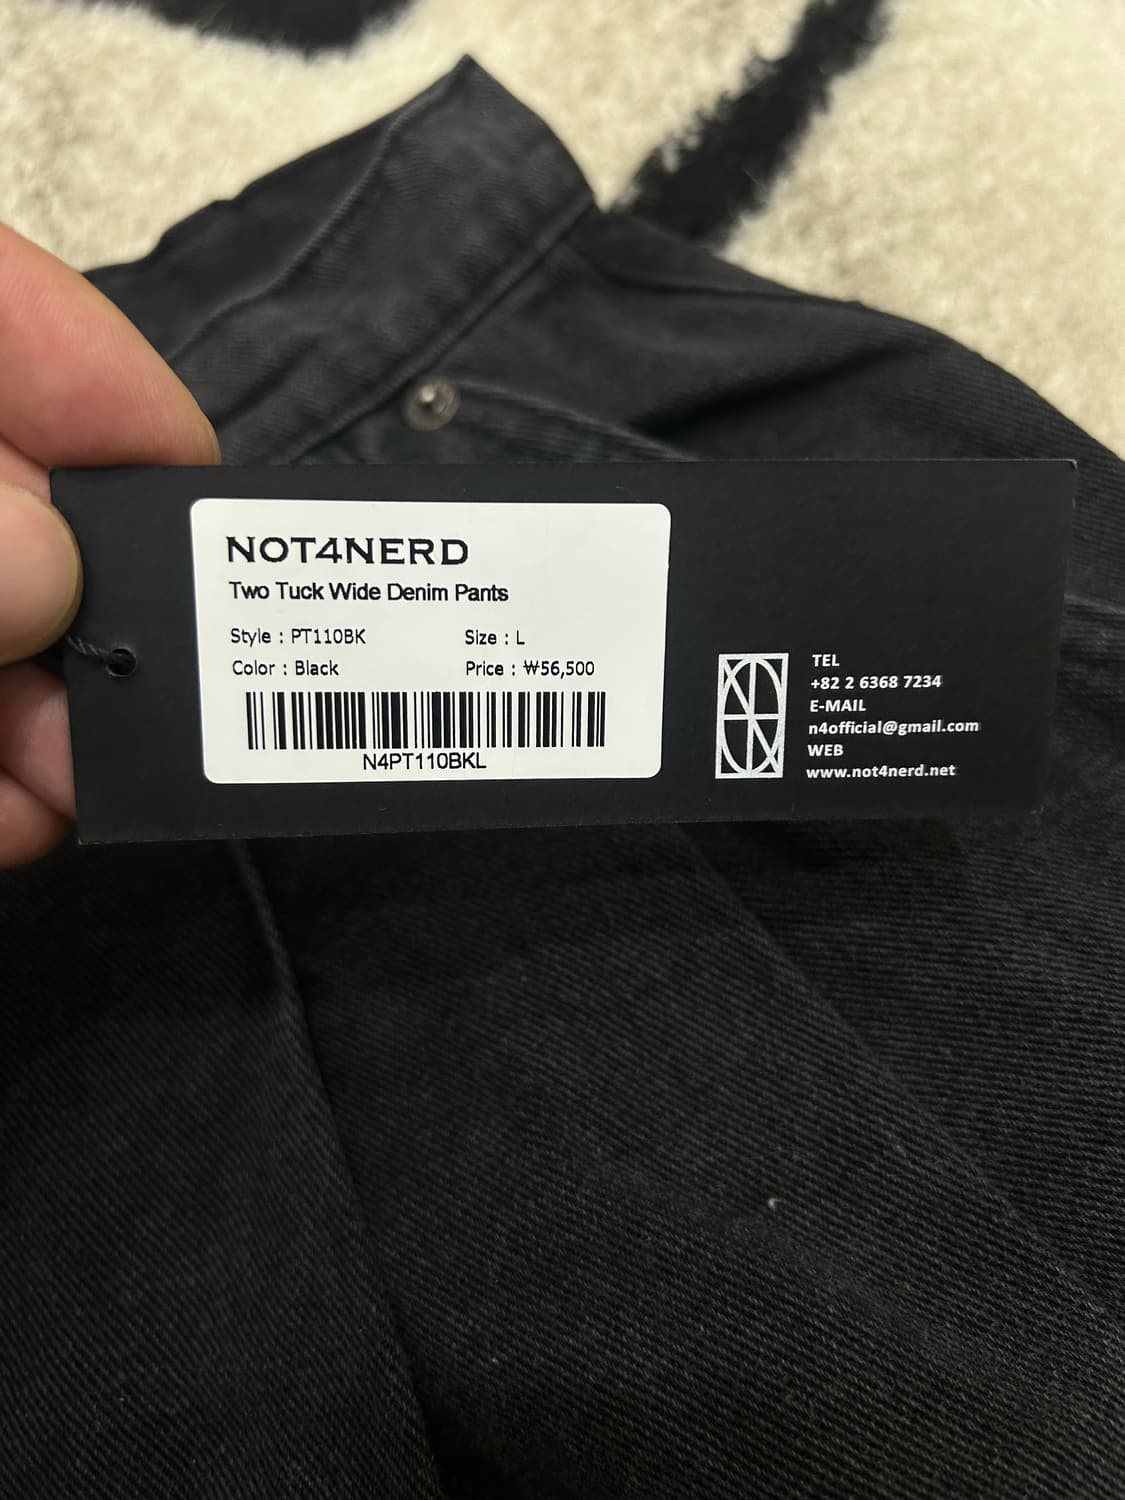 NOT4NERD
Two Tuck Wide Denim Pants
Style : PT110BK
Size : L
Color : Black
Price : ₩56,500
N4PT110BKL
TEL
+82 2 6368 7234
E-MAIL
n4official@gmail.com
WEB
www.not4nerd.net